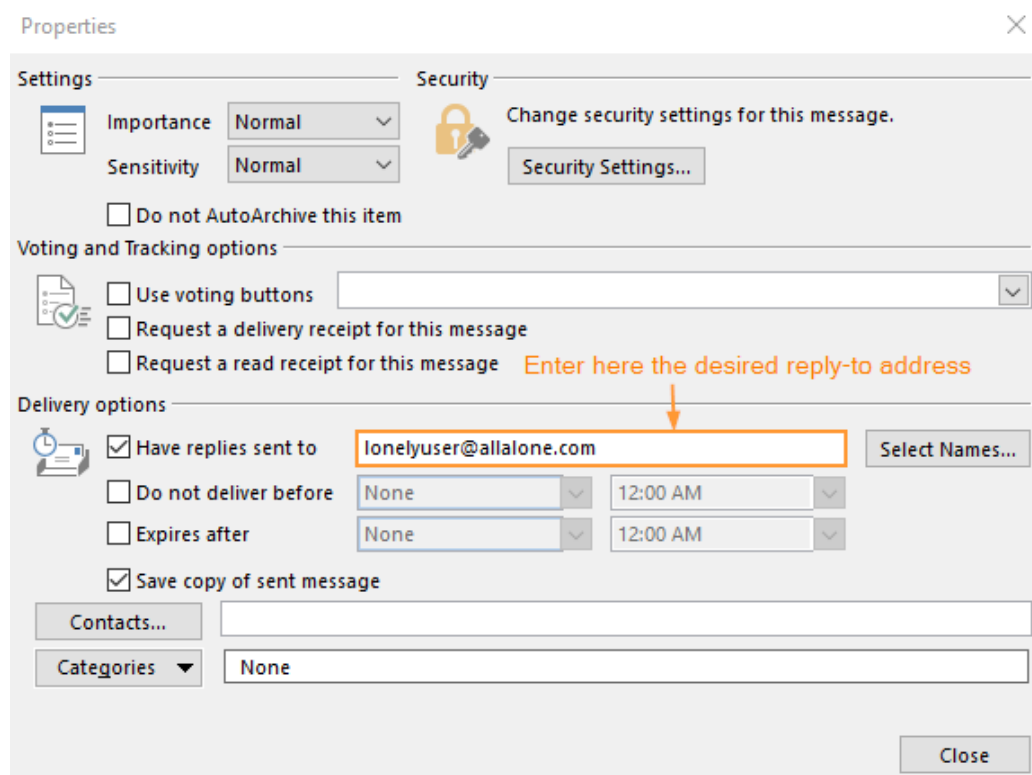 Properties
Settings Security
Importance Normal Change security settings for this message.
Sensitivity Normal Security Settings...
Do not AutoArchive this item
Voting and Tracking options
Use voting buttons
Request a delivery receipt for this message
Request a read receipt for this message Enter here the desired reply-to address
Delivery options
Have replies sent to lonelyuser@allalone.com Select Names...
Do not deliver before None 12:00 AM
Expires after None 12:00 AM
Save copy of sent message
Contacts...
Categories None
Close